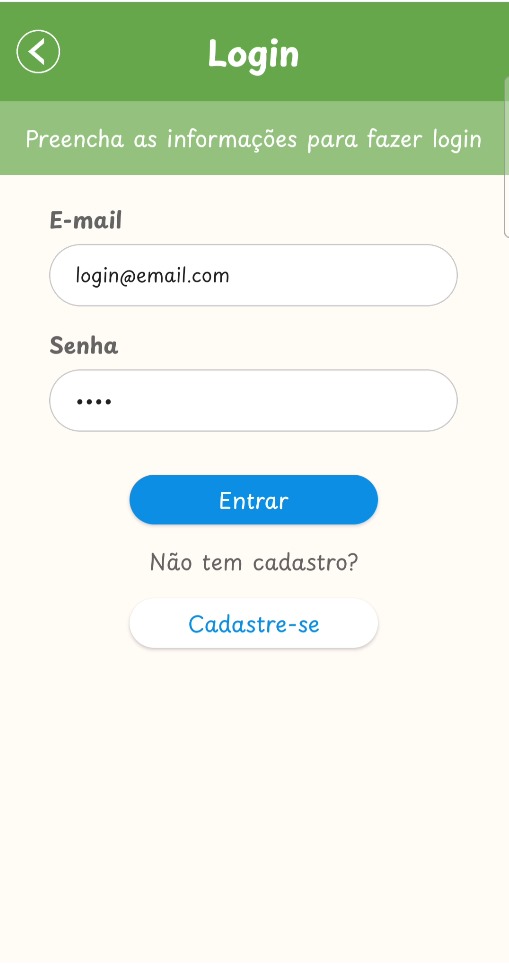 Login
Preencha as informações para fazer login
E-mail
login@email.com
Senha
••••
Entrar
Não tem cadastro?
Cadastre-se